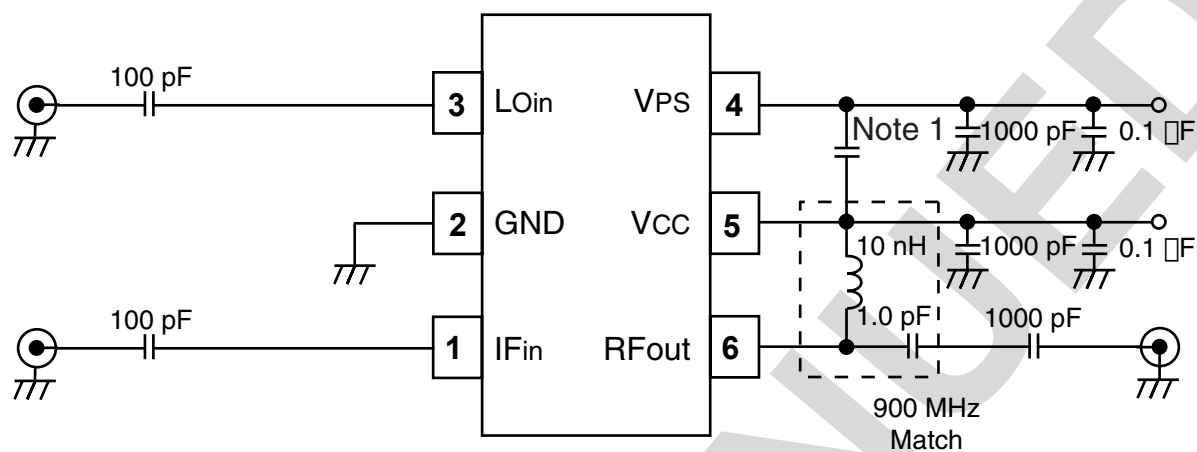 100 pF
3 LOin
VPS 4
Note 1
1000 pF
0.1 □F
2 GND
VCC 5
10 nH
1000 pF
0.1 □F
100 pF
1 IFin
RFout 6
1.0 pF
1000 pF
900 MHz
Match